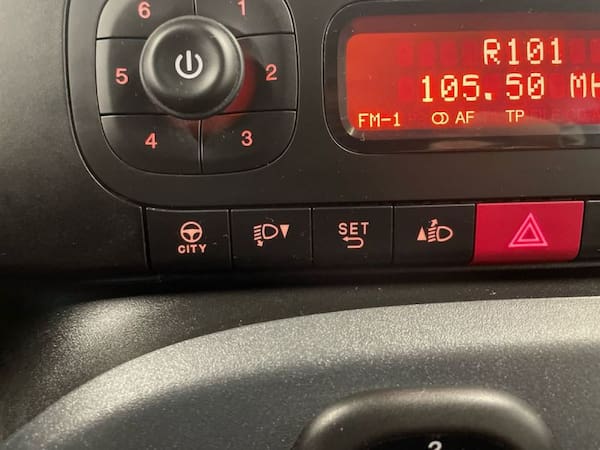 6 1
5 2
4 3
R101
105.50 MH
FM-1 AF TP
CITY
SET